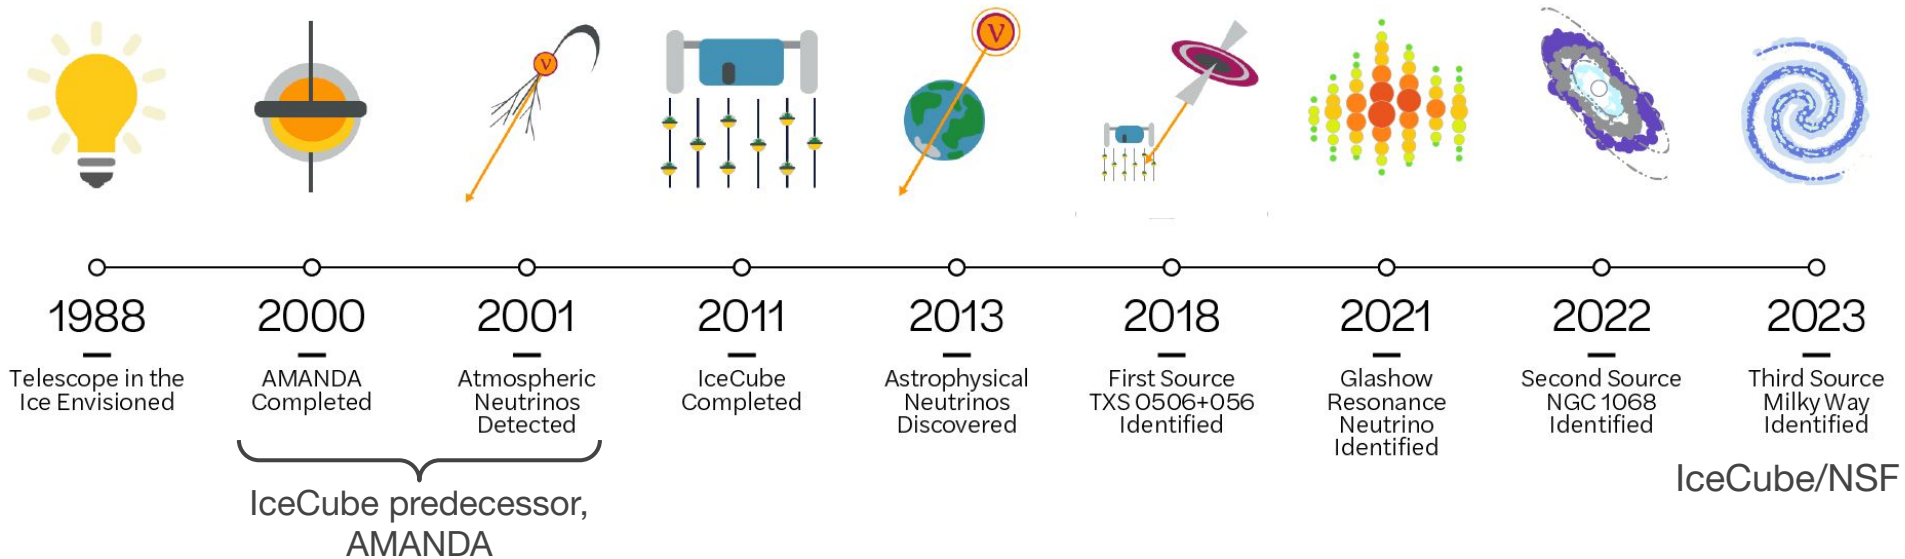 ν
ν
1988
Telescope in the
Ice Envisioned
2000
AMANDA
Completed
2001
Atmospheric
Neutrinos
Detected
2011
IceCube
Completed
2013
Astrophysical
Neutrinos
Discovered
2018
First Source
TXS 0506+056
Identified
2021
Glashow
Resonance
Neutrino
Identified
2022
Second Source
NGC 1068
Identified
2023
Third Source
Milky Way
Identified
IceCube predecessor,
AMANDA
IceCube/NSF